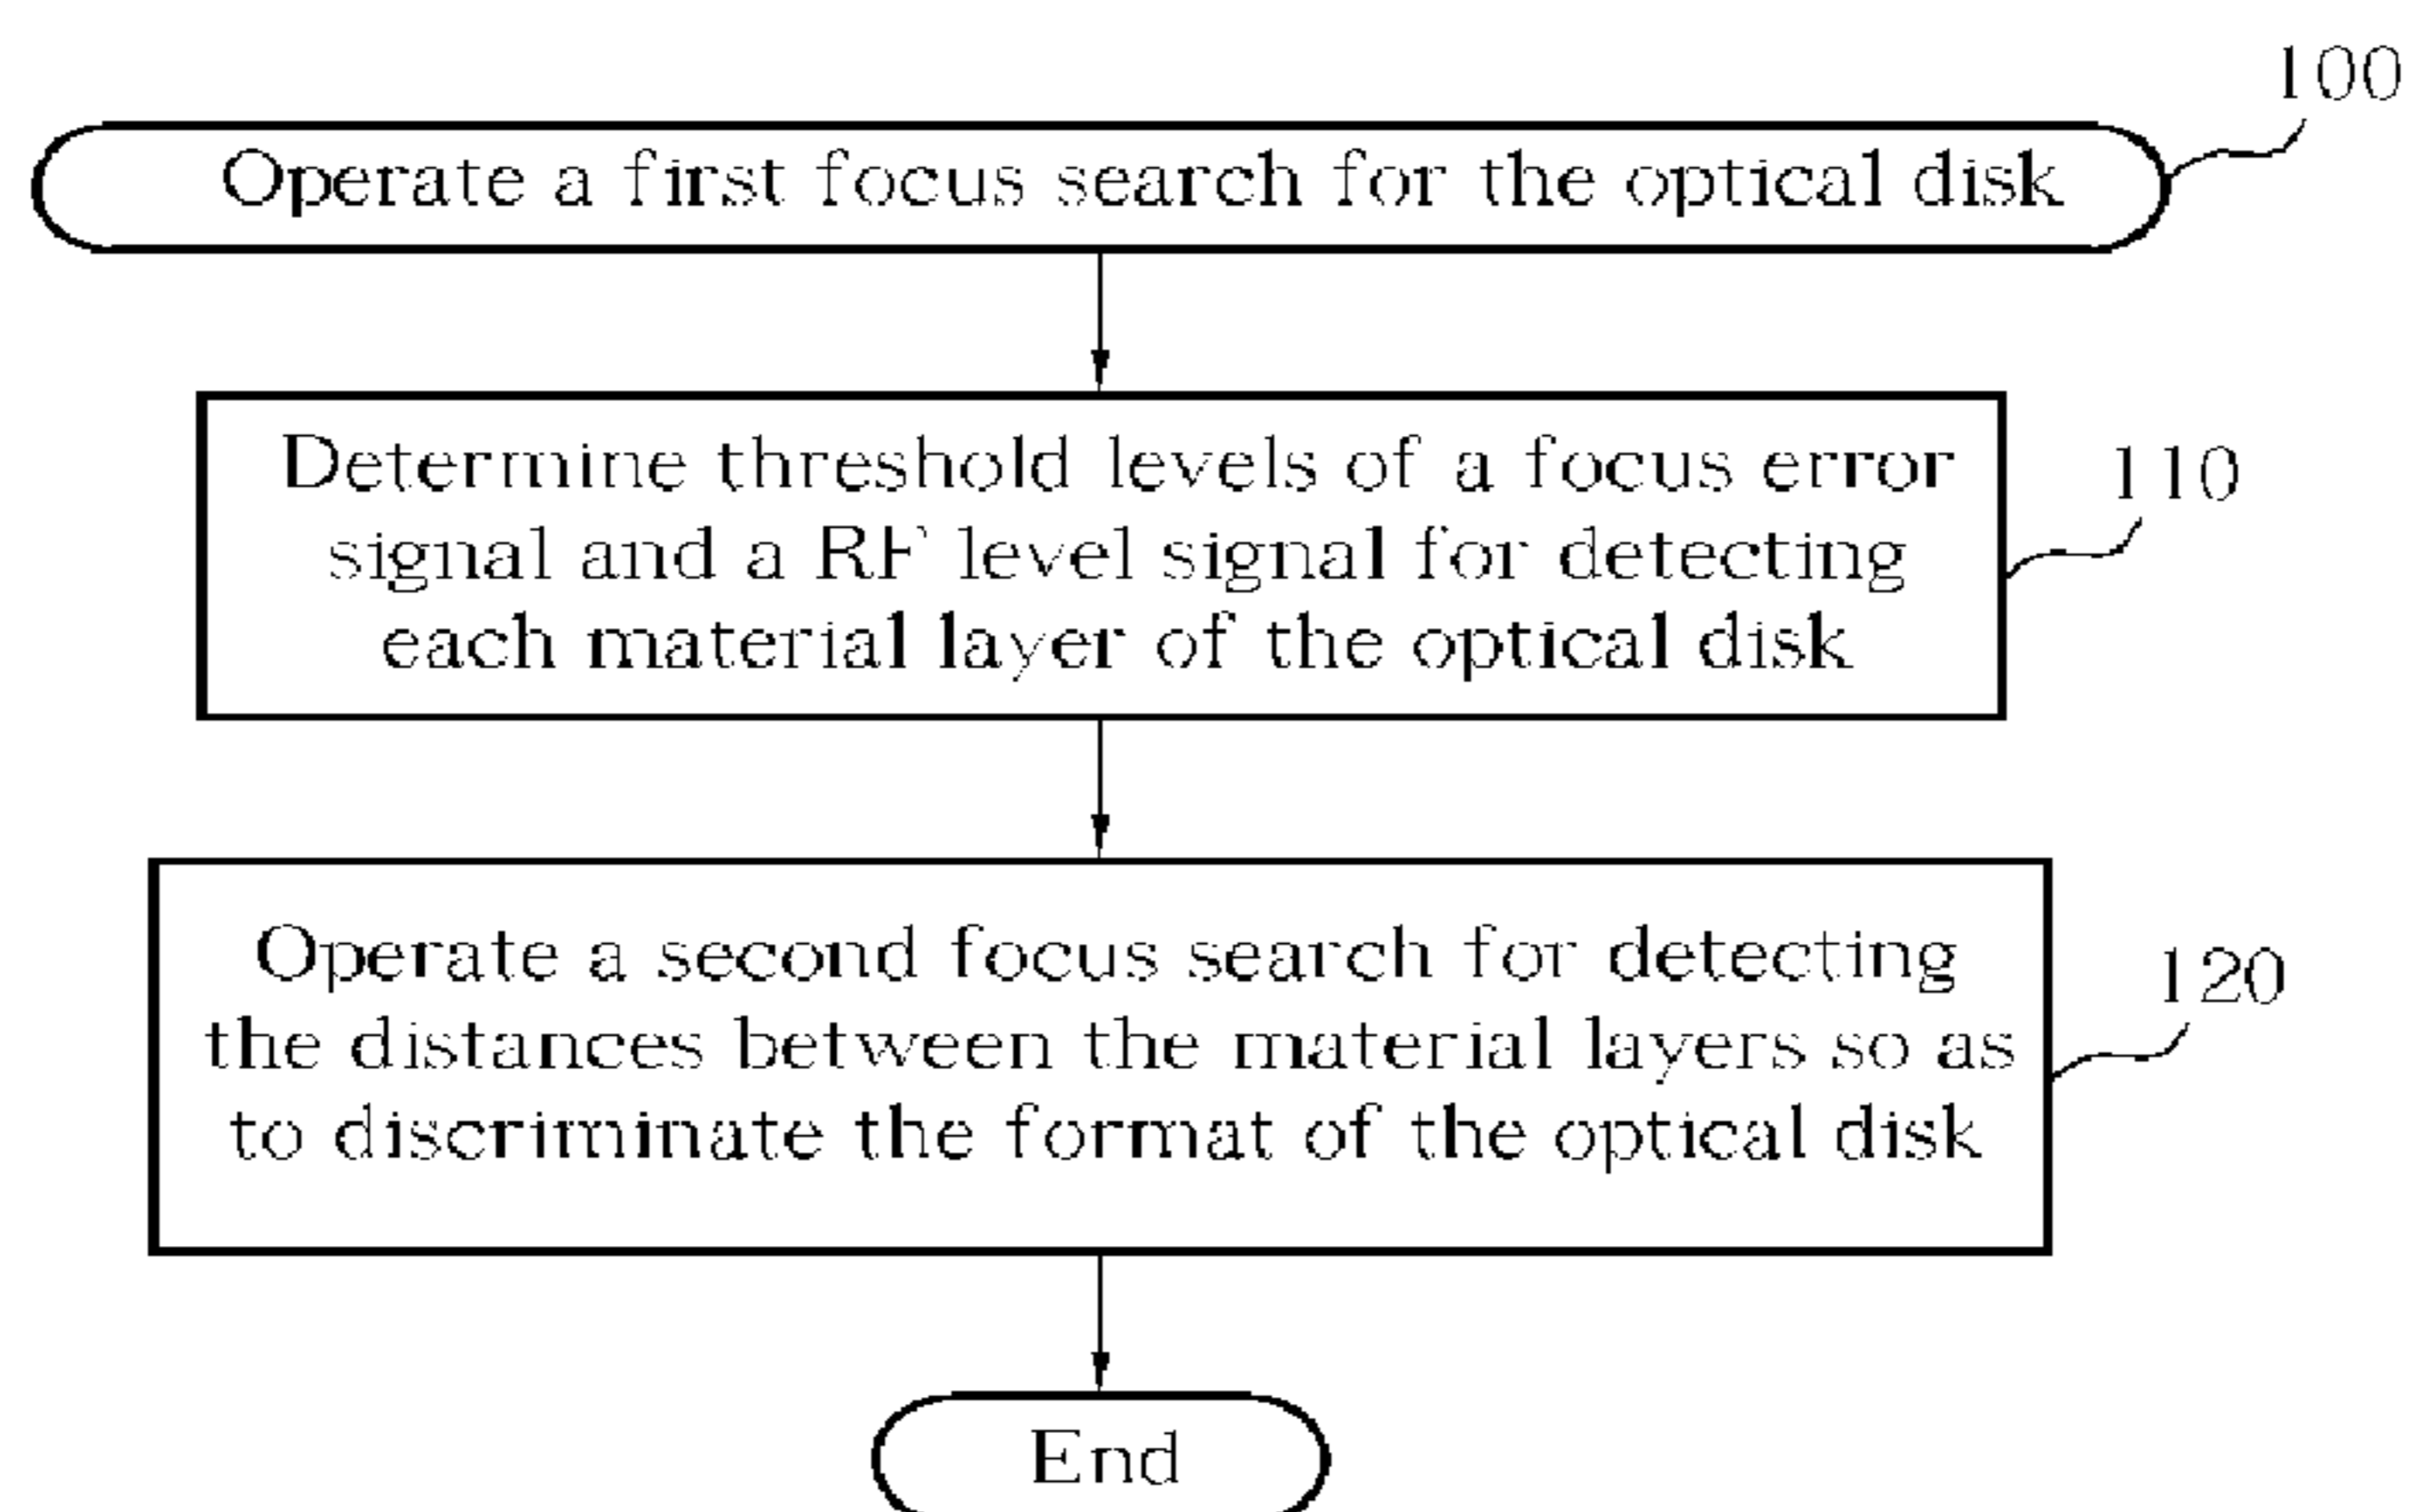 100
Operate a first focus search for the optical disk
Determine threshold levels of a focus error
signal and a RF level signal for detecting
each material layer of the optical disk
110
Operate a second focus search for detecting
the distances between the material layers so as
to discriminate the format of the optical disk
120
End